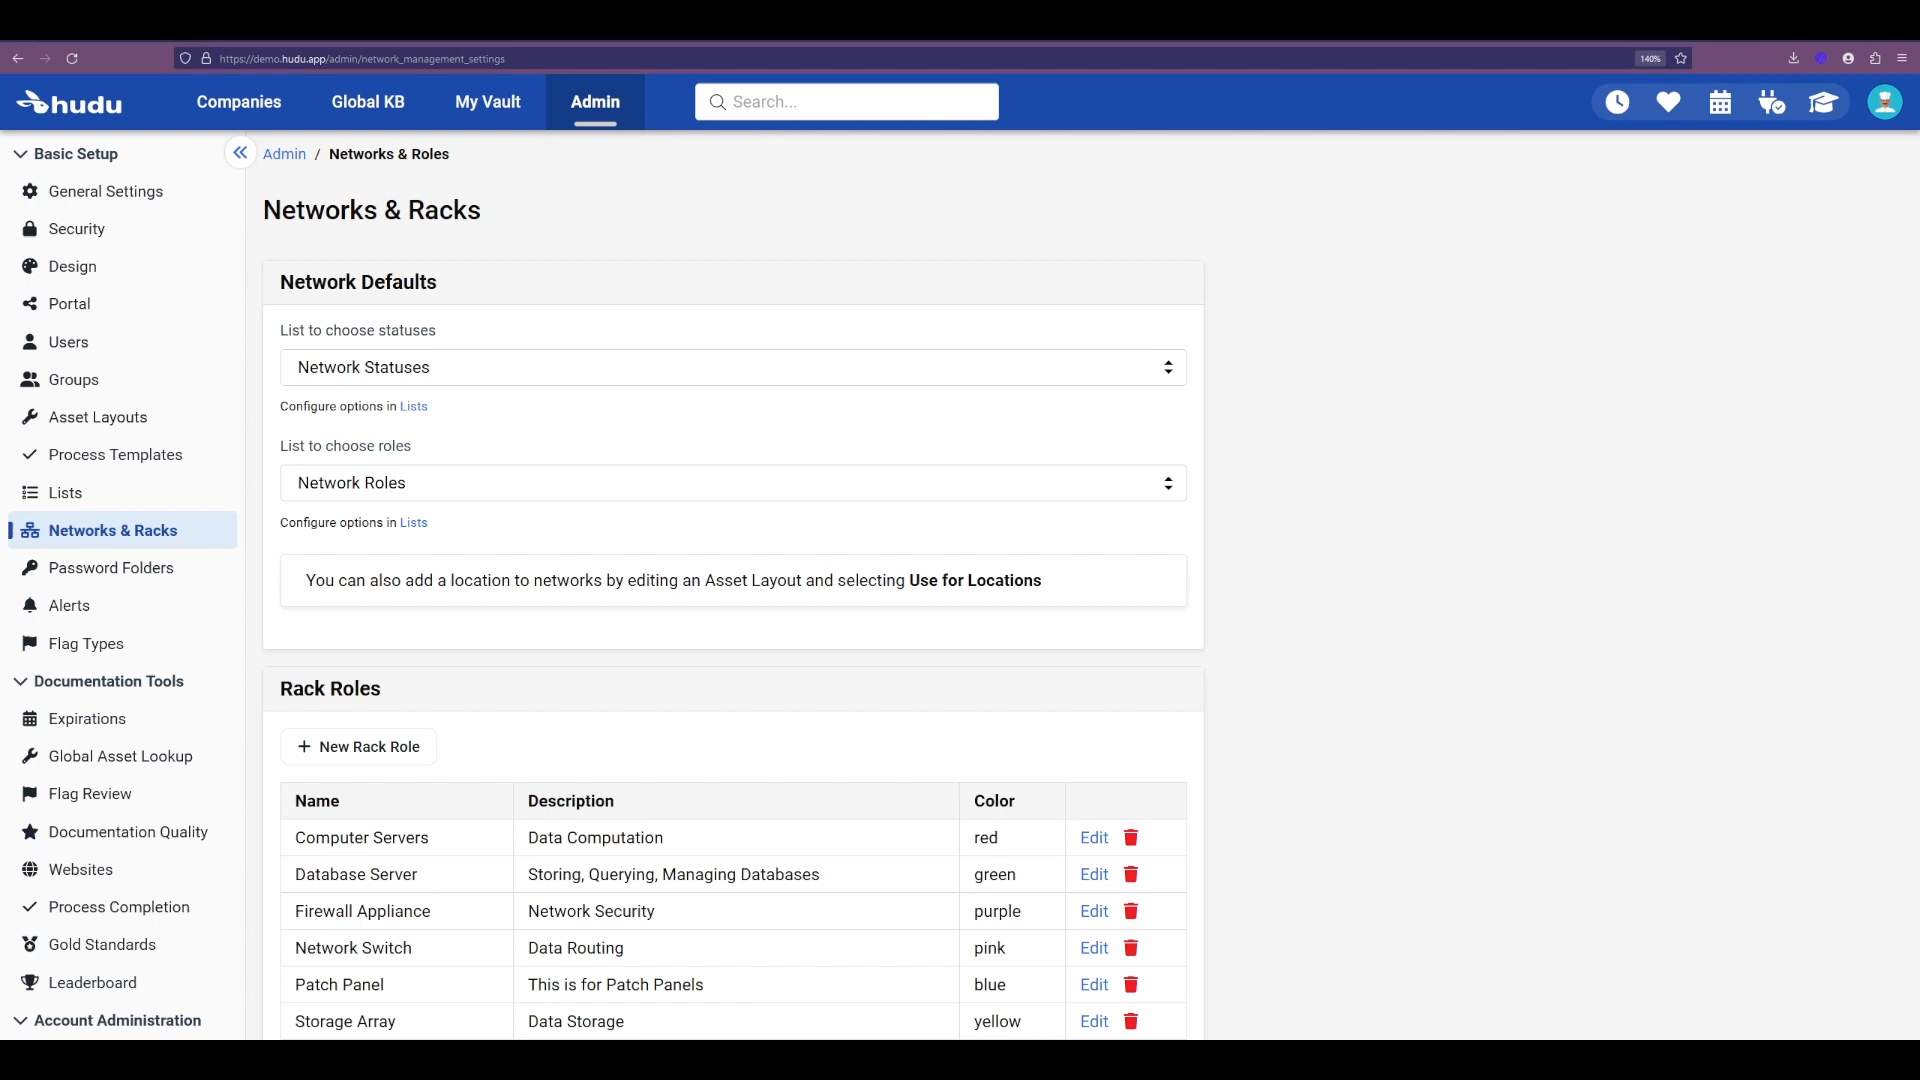 https://demo.hudu.app/admin/network_management_settings
140%
hudu
Companies
Global KB
My Vault
Admin
Search...
Basic Setup
General Settings
Security
Design
Portal
Users
Groups
Asset Layouts
Process Templates
Lists
Networks & Racks
Password Folders
Alerts
Flag Types
Documentation Tools
Expirations
Global Asset Lookup
Flag Review
Documentation Quality
Websites
Process Completion
Gold Standards
Leaderboard
Account Administration
Admin / Networks & Roles
Networks & Racks
Network Defaults
List to choose statuses
Network Statuses
Configure options in Lists
List to choose roles
Network Roles
Configure options in Lists
You can also add a location to networks by editing an Asset Layout and selecting Use for Locations
Rack Roles
+ New Rack Role
Name Description Color
Computer Servers Data Computation red Edit
Database Server Storing, Querying, Managing Databases green Edit
Firewall Appliance Network Security purple Edit
Network Switch Data Routing pink Edit
Patch Panel This is for Patch Panels blue Edit
Storage Array Data Storage yellow Edit